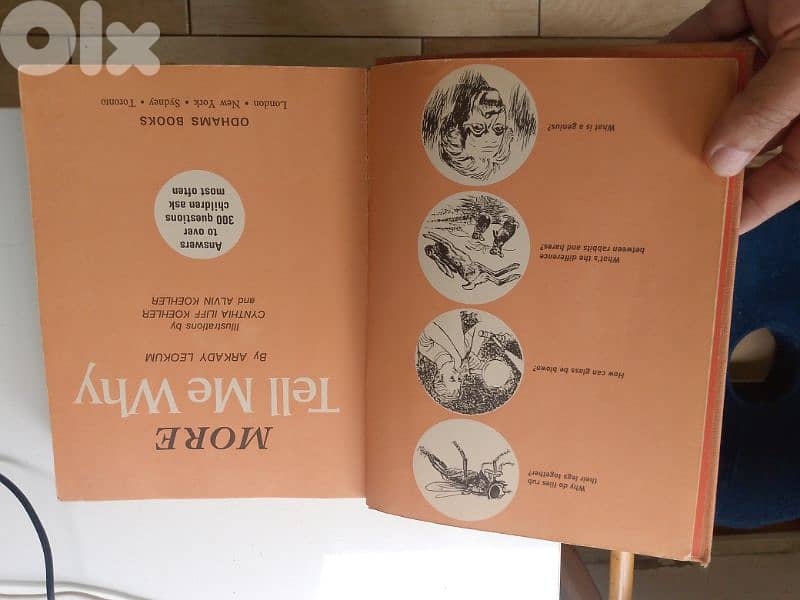 OLX
Why do flies rub
their legs together?
How can glass be blown?
What's the difference
between rabbits and hares?
What is a genius?
MORE
Tell Me Why
By ARKADY LEOKUM
Illustrations by
CYNTHIA ILIFF KOEHLER
and ALVIN KOEHLER
Answers
to over
300 questions
children ask
most often
ODHAMS BOOKS
London • New York • Sydney • Toronto